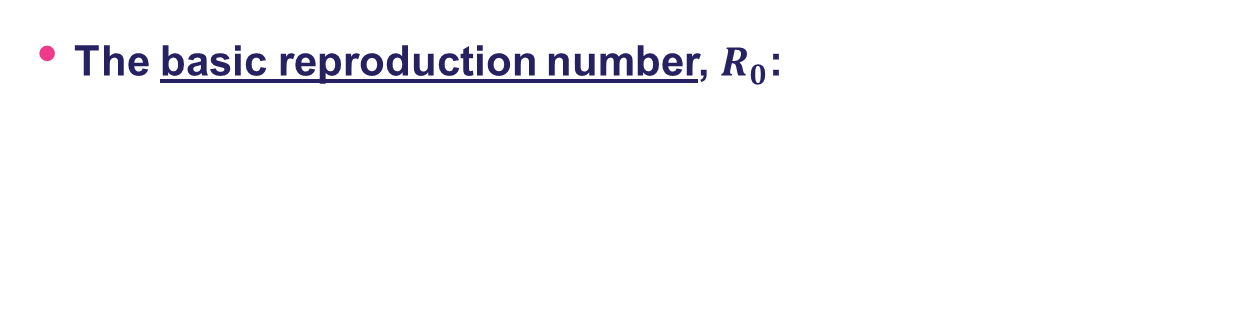 • The basic reproduction number, R₀: